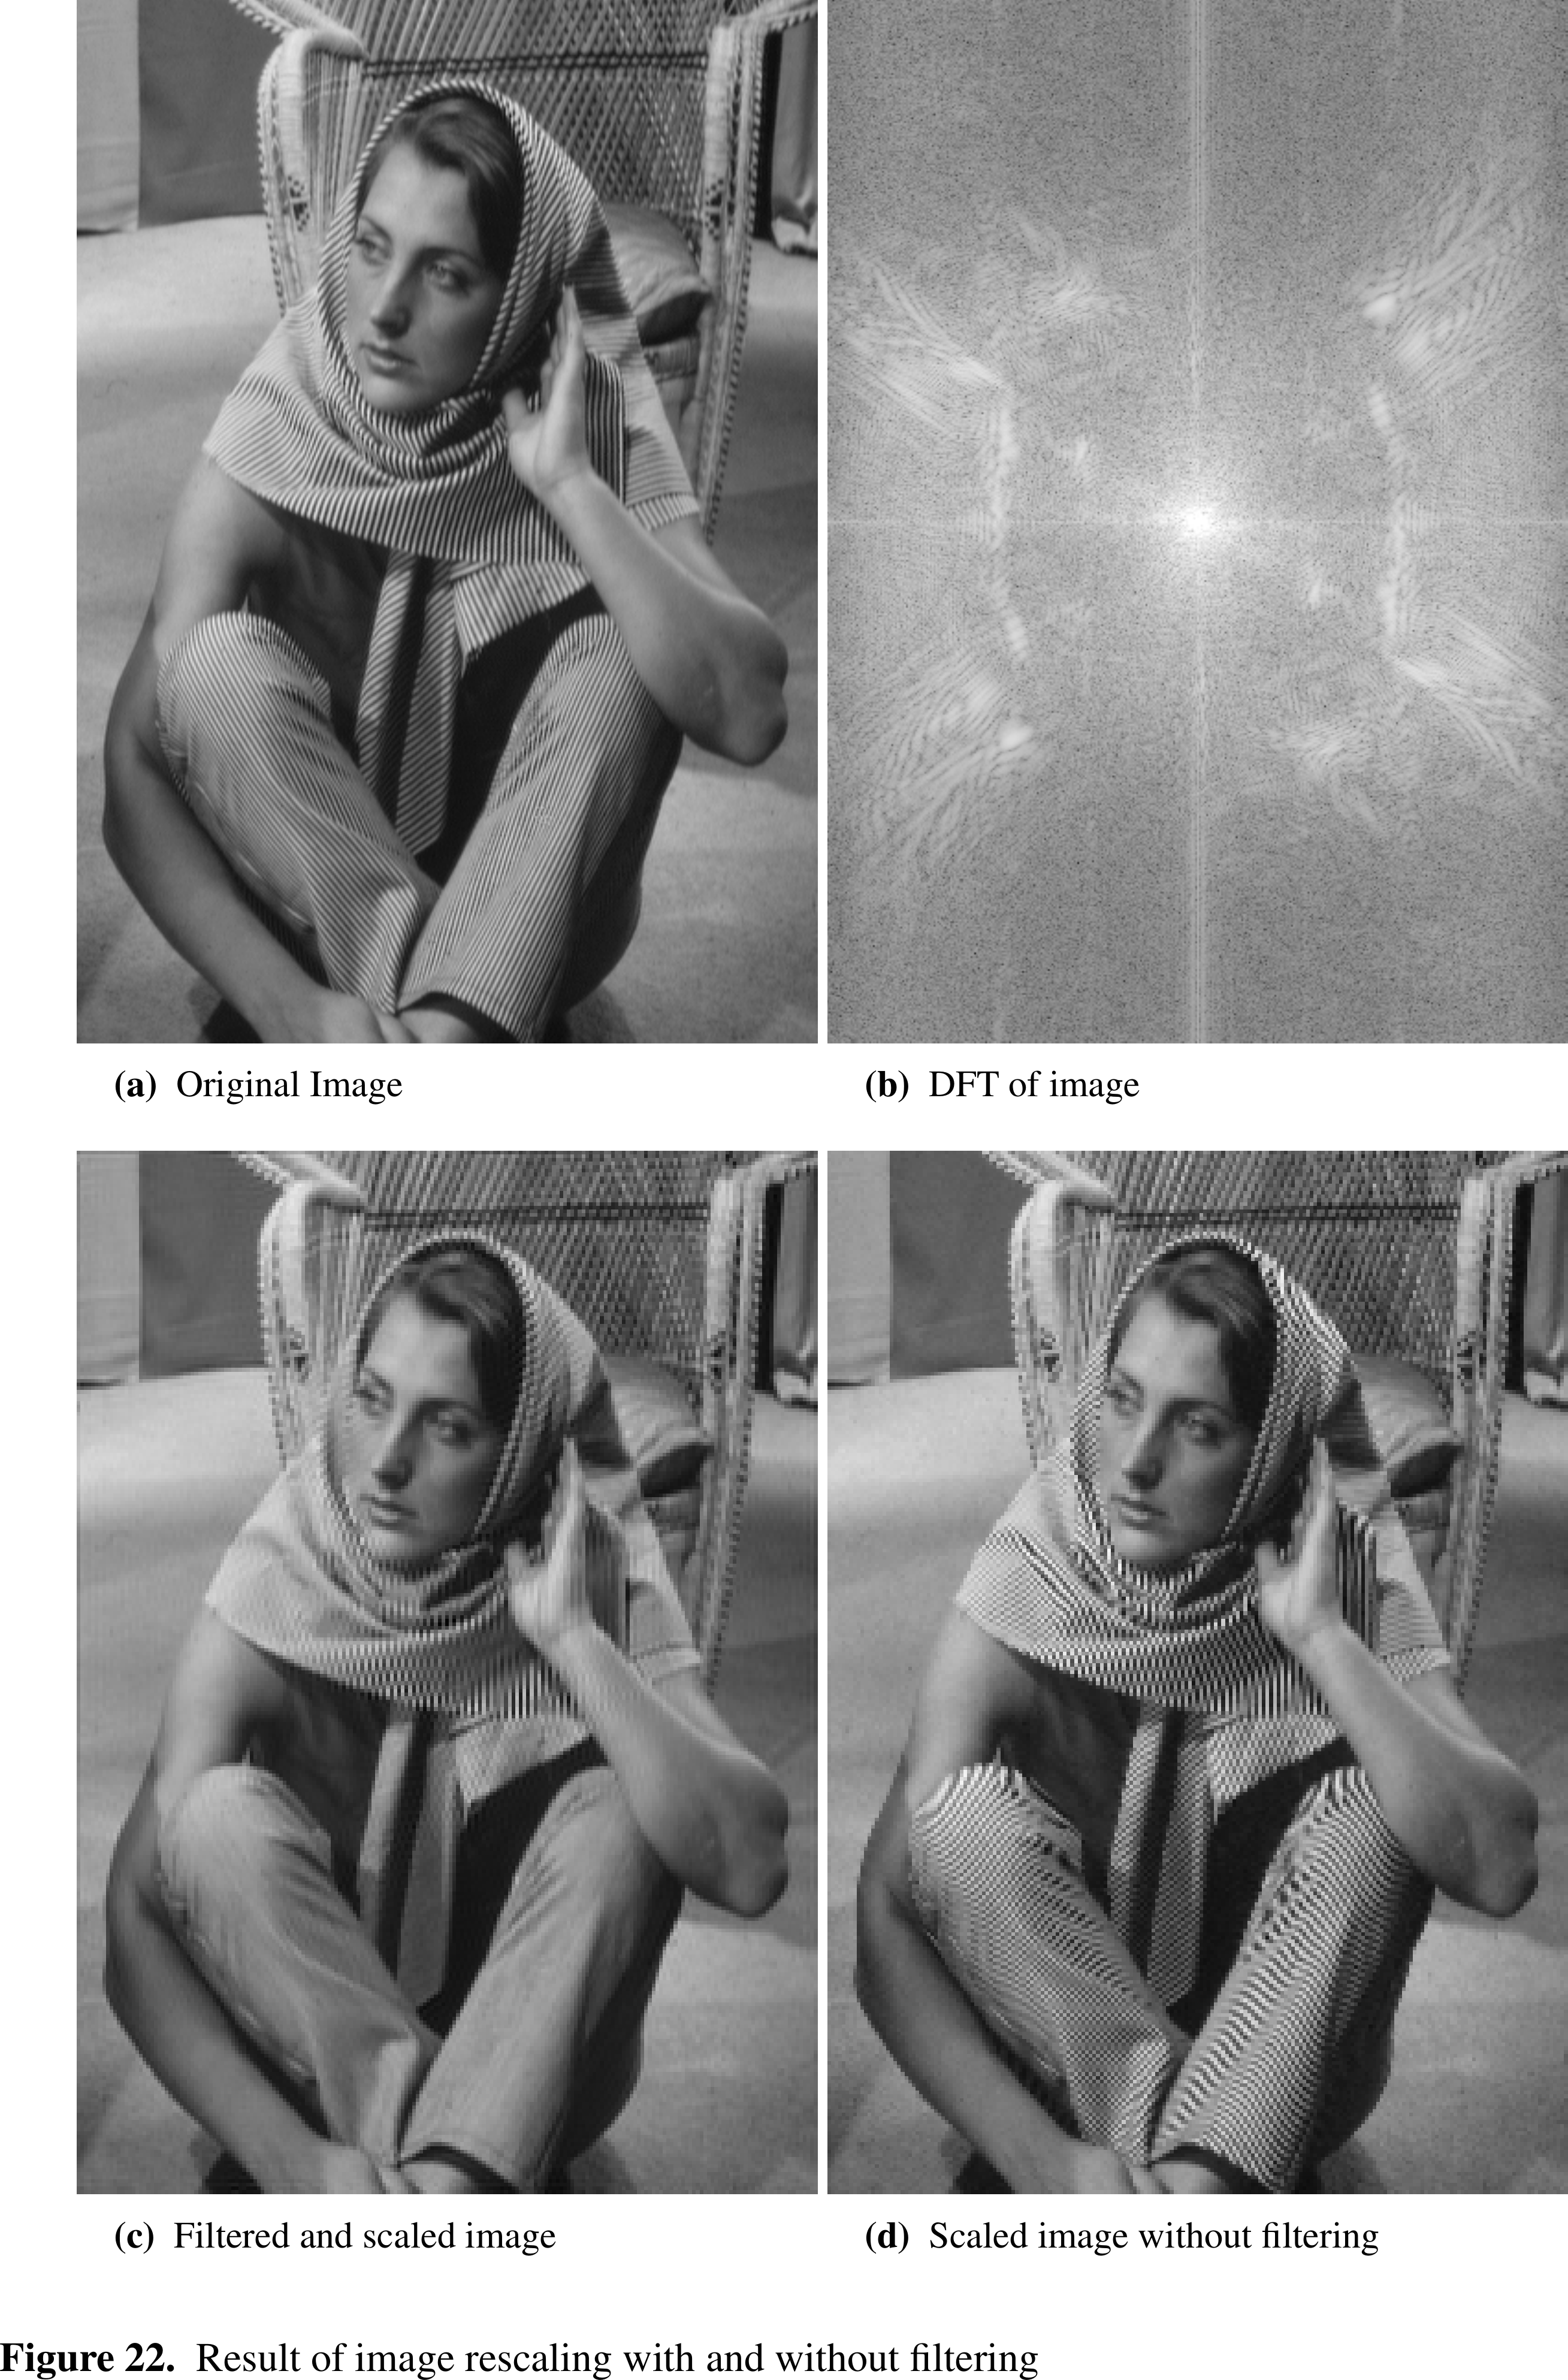 (a) Original Image
(b) DFT of image
(c) Filtered and scaled image
(d) Scaled image without filtering
Figure 22. Result of image rescaling with and without filtering